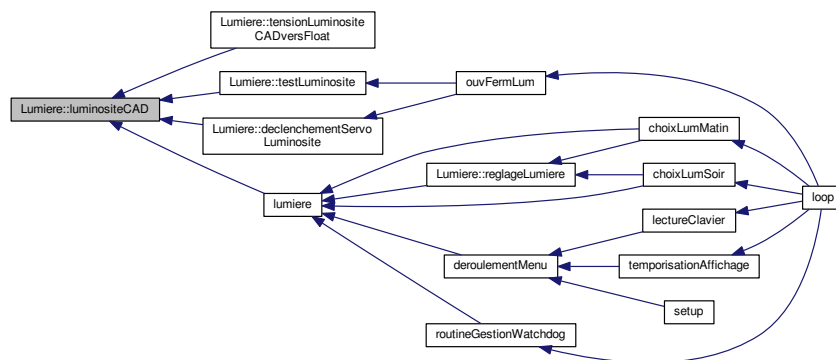 Lumiere::tensionLuminosite
CADversFloat
Lumiere::testLuminosite
ouvFermLum
Lumiere::luminositeCAD
Lumiere::declenchementServo
Luminosite
choixLumMatin
Lumiere::reglageLumiere
choixLumSoir
lumiere
loop
lectureClavier
deroulementMenu
temporisationAffichage
setup
routineGestionWatchdog